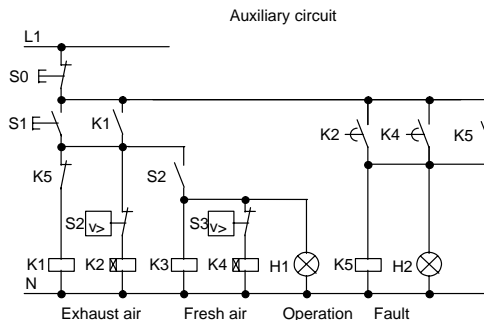 Auxiliary circuit
L1
S0
S1
K1
K2
K4
K5
K5
S2
S2
v>
S3
v>
K1
K2
K3
K4
H1
K5
H2
N
Exhaust air
Fresh air
Operation
Fault